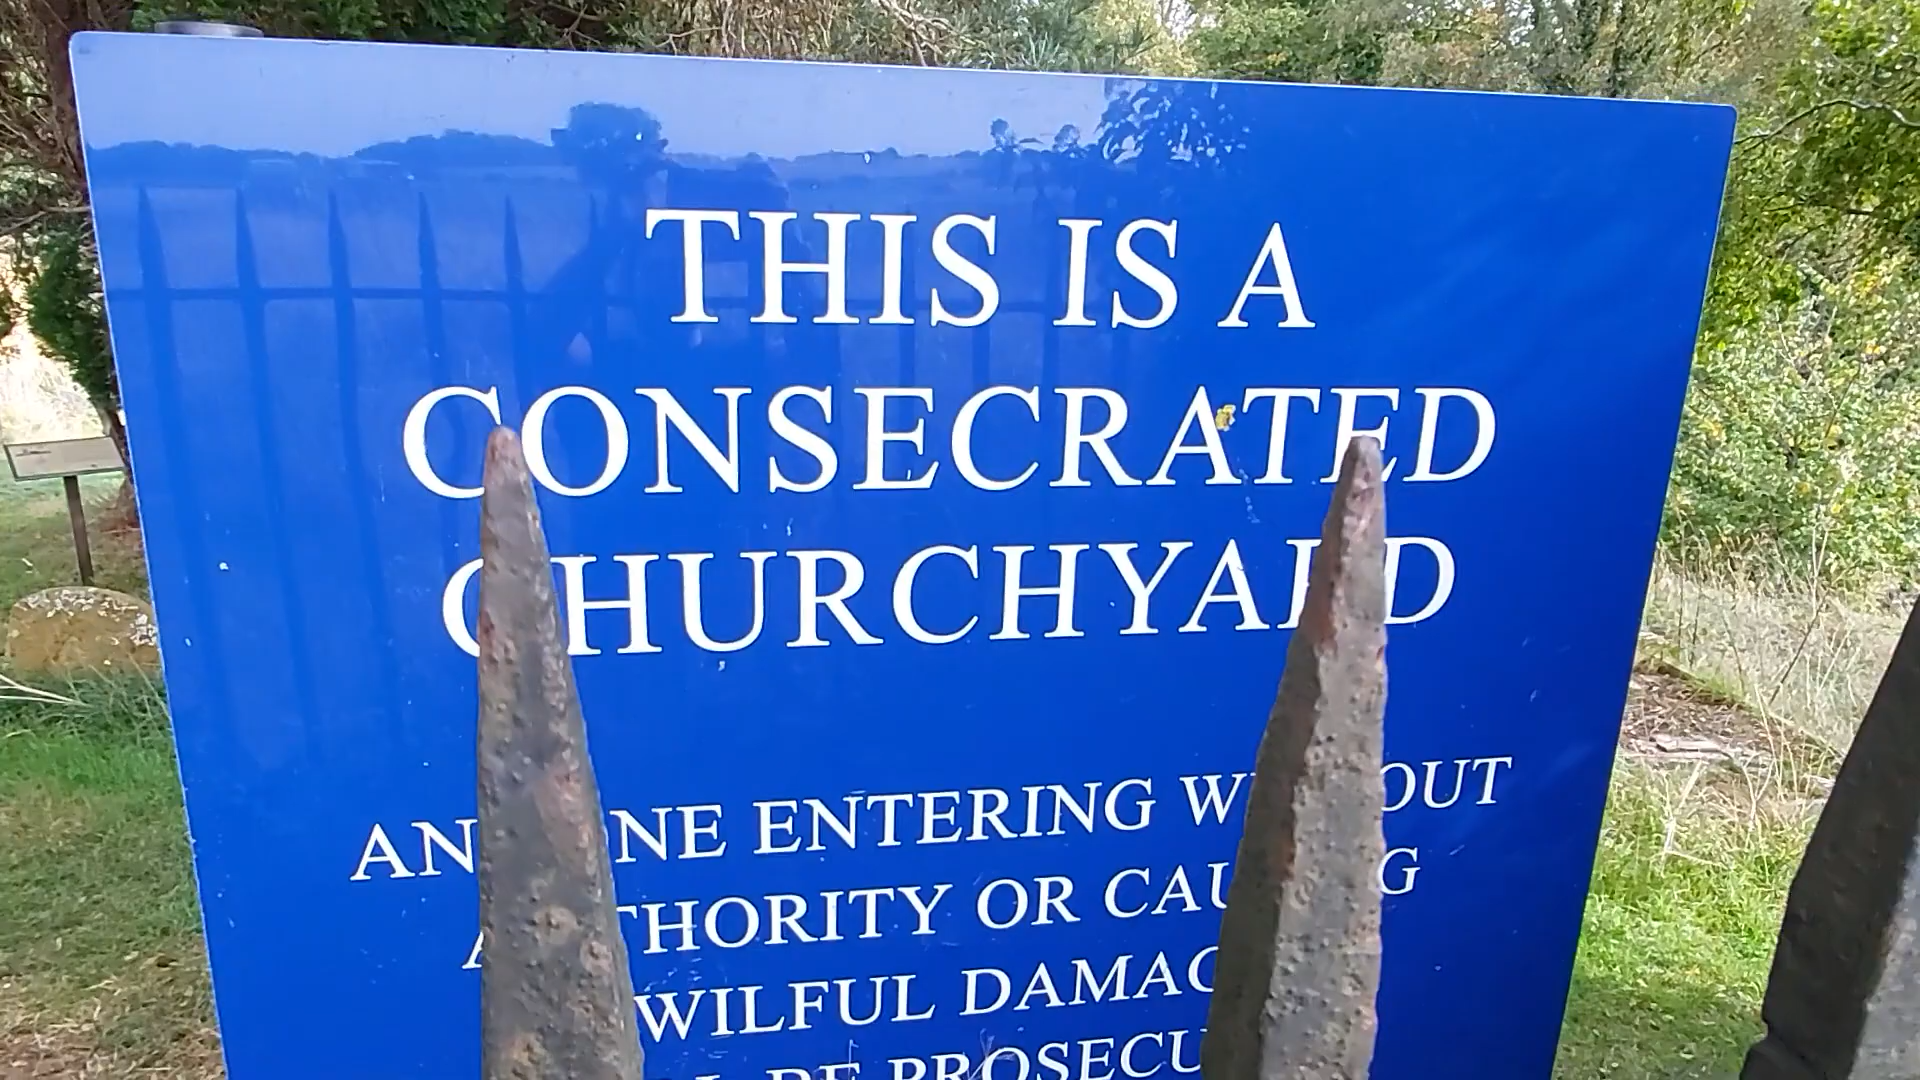 THIS IS A
CONSECRATED
CHURCHYARD
ANYONE ENTERING WITHOUT
AUTHORITY OR CAUSING
WILFUL DAMAGE
BE PROSECUTED